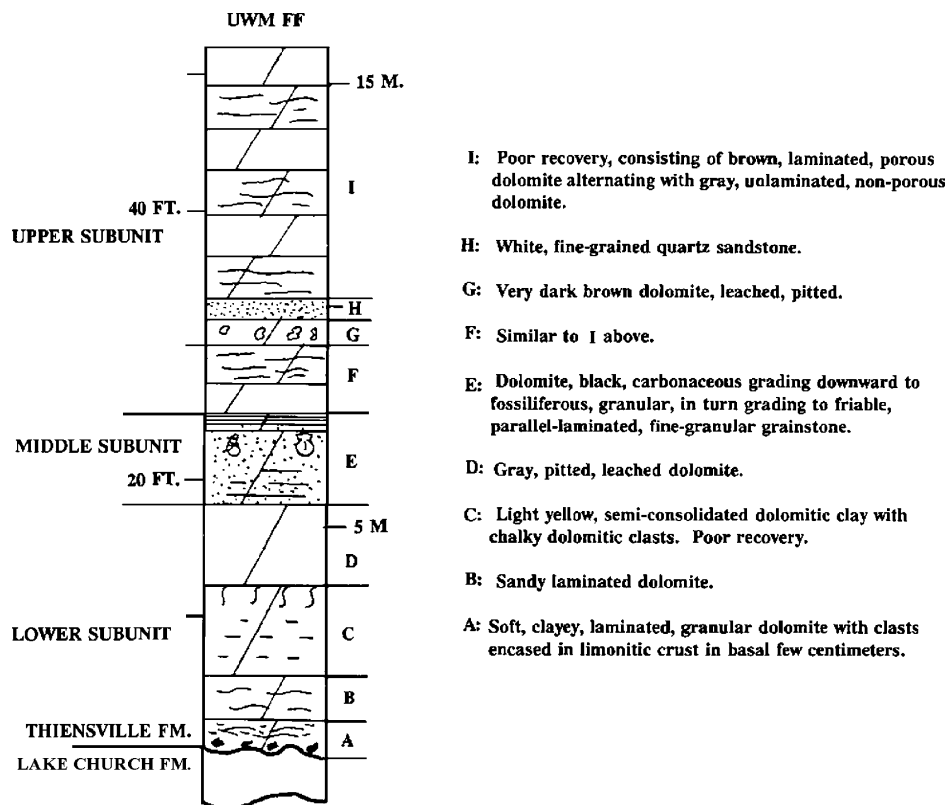 UWM FF
15 M.
I
40 FT.
UPPER SUBUNIT
H
G
F
MIDDLE SUBUNIT
E
20 FT.
5 M
D
LOWER SUBUNIT
C
B
THIENSVILLE FM.
A
LAKE CHURCH FM.
I: Poor recovery, consisting of brown, laminated, porous
dolomite alternating with gray, unlaminated, non-porous
dolomite.
H: White, fine-grained quartz sandstone.
G: Very dark brown dolomite, leached, pitted.
F: Similar to I above.
E: Dolomite, black, carbonaceous grading downward to
fossiliferous, granular, in turn grading to friable,
parallel-laminated, fine-granular grainstone.
D: Gray, pitted, leached dolomite.
C: Light yellow, semi-consolidated dolomitic clay with
chalky dolomitic clasts. Poor recovery.
B: Sandy laminated dolomite.
A: Soft, clayey, laminated, granular dolomite with clasts
encased in limonitic crust in basal few centimeters.